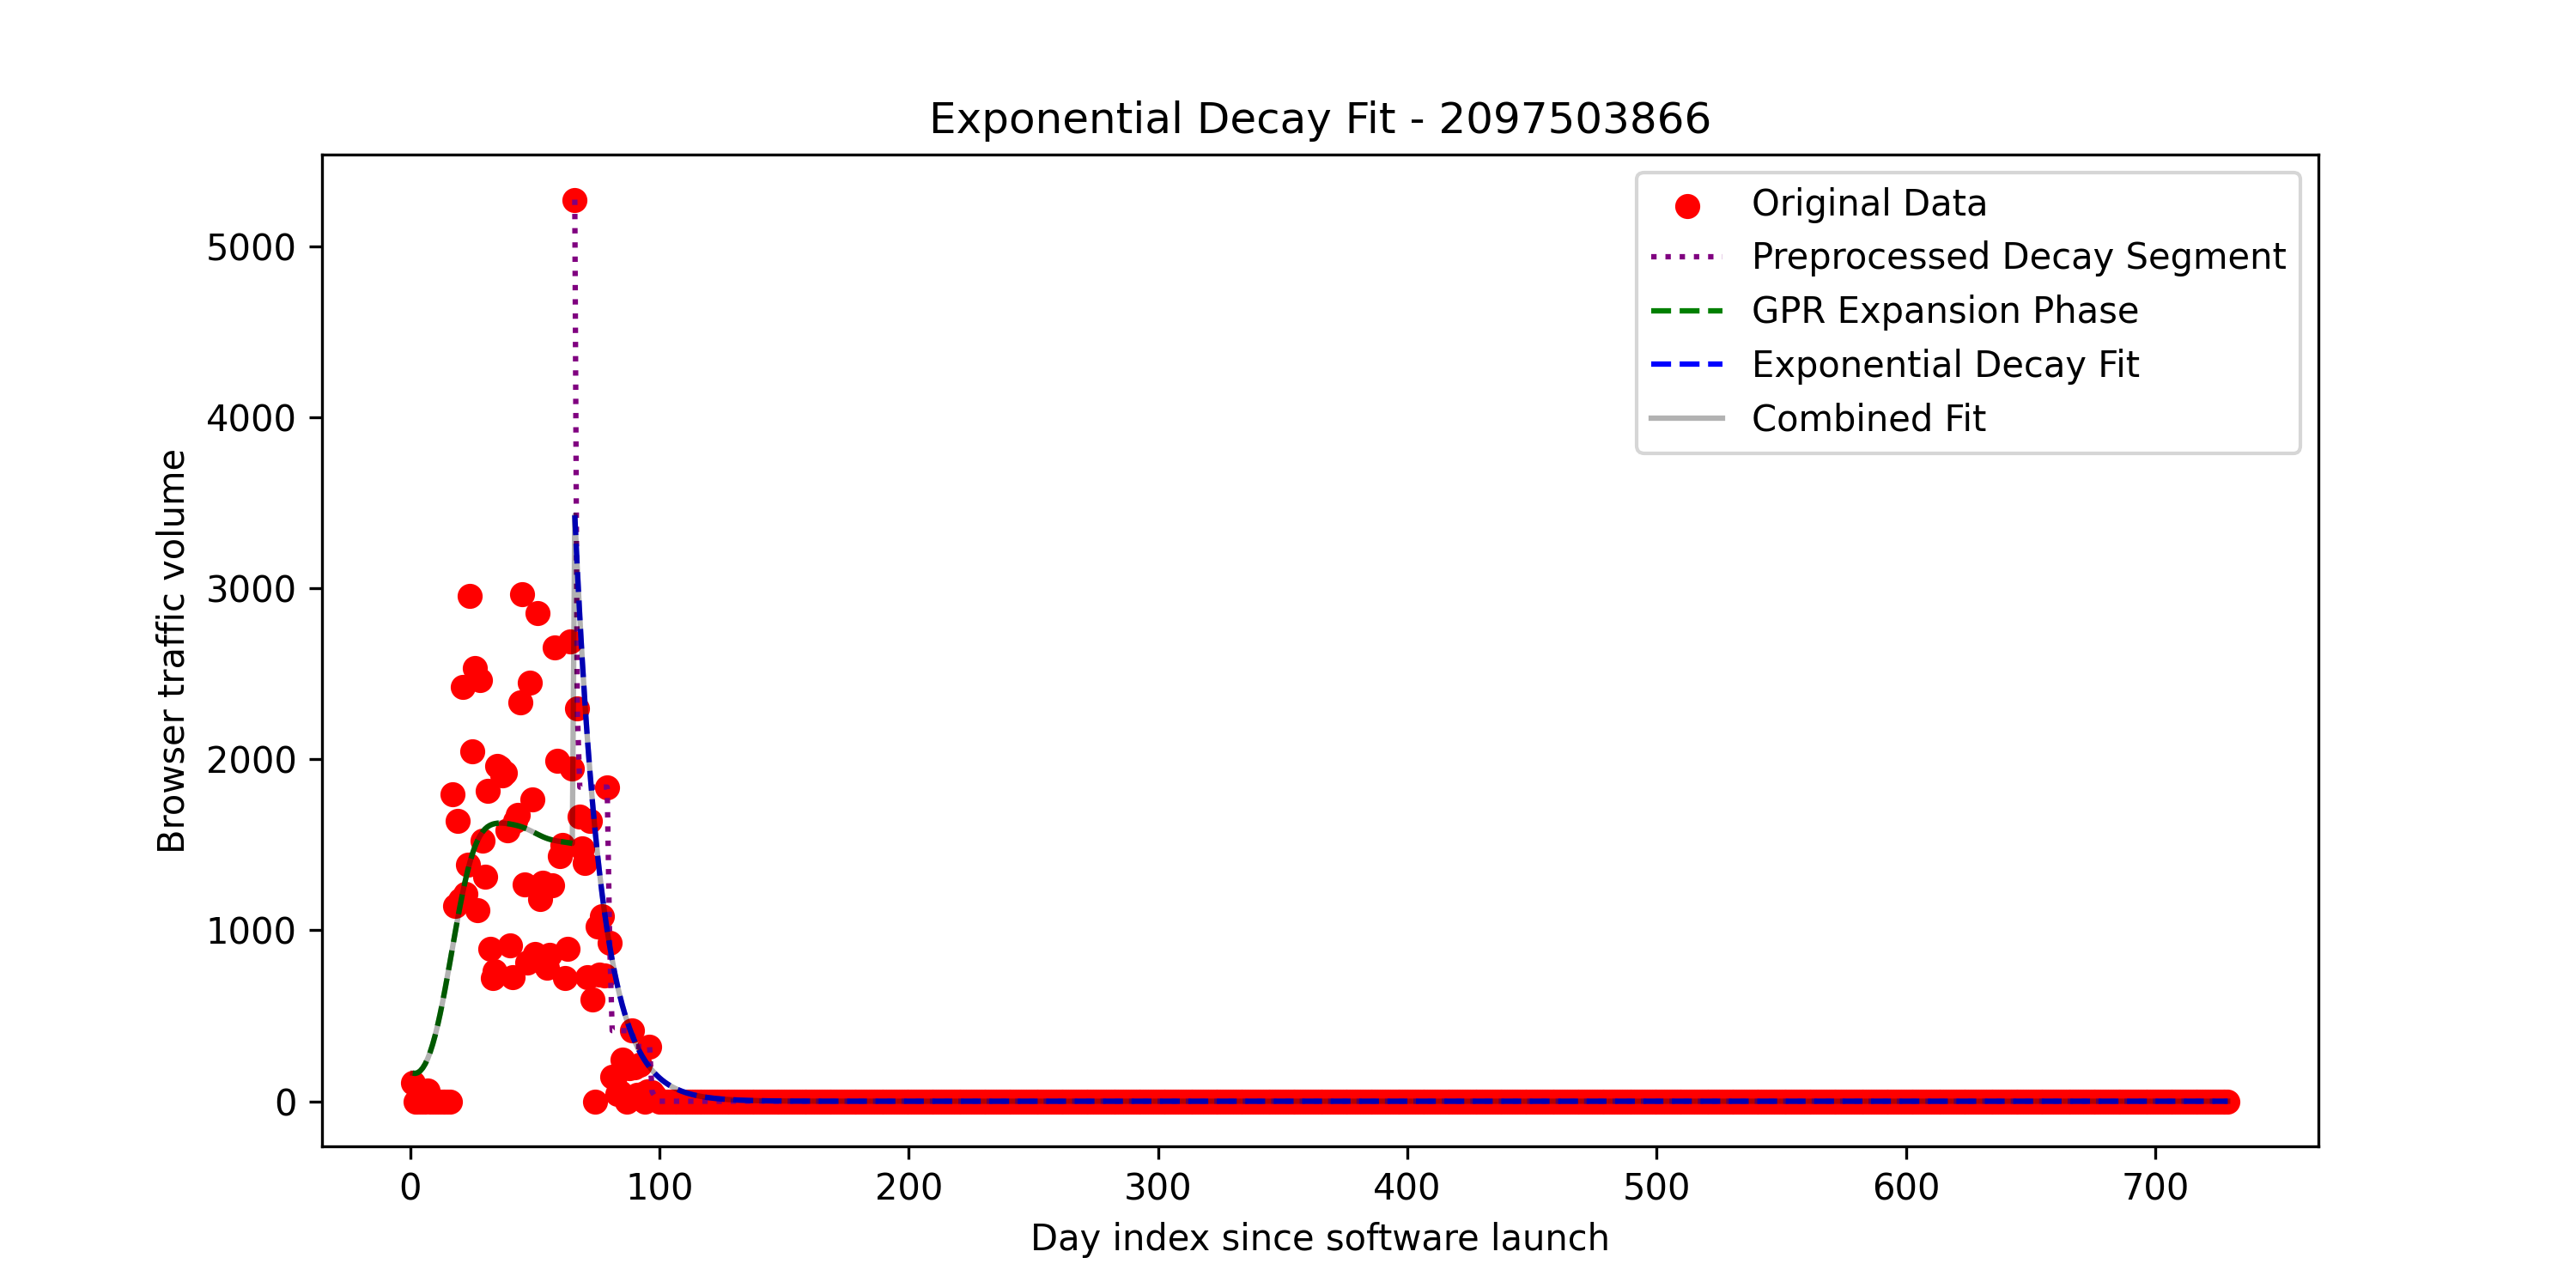 Exponential Decay Fit - 2097503866
Original Data
Preprocessed Decay Segment
GPR Expansion Phase
Exponential Decay Fit
Combined Fit
Browser traffic volume
5000
4000
3000
2000
1000
0
0 100 200 300 400 500 600 700
Day index since software launch